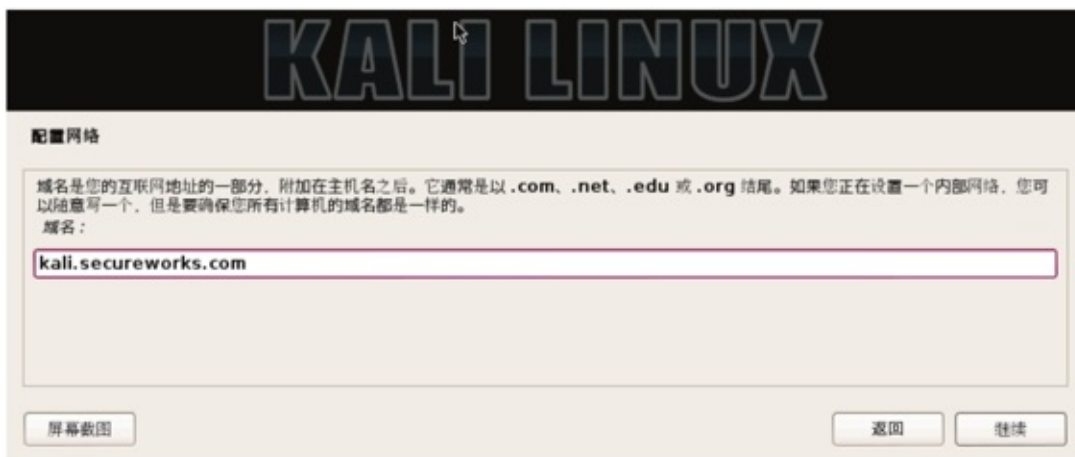 KALI LINUX
配置网络
域名是您的互联网地址的一部分，附加在主机名之后。它通常是以 .com、.net、.edu 或 .org 结尾。如果您正在设置一个内部网络，您可
以随意写一个，但是要确保您所有计算机的域名都是一样的。
域名：
kali.secureworks.com
屏幕截图
返回
继续